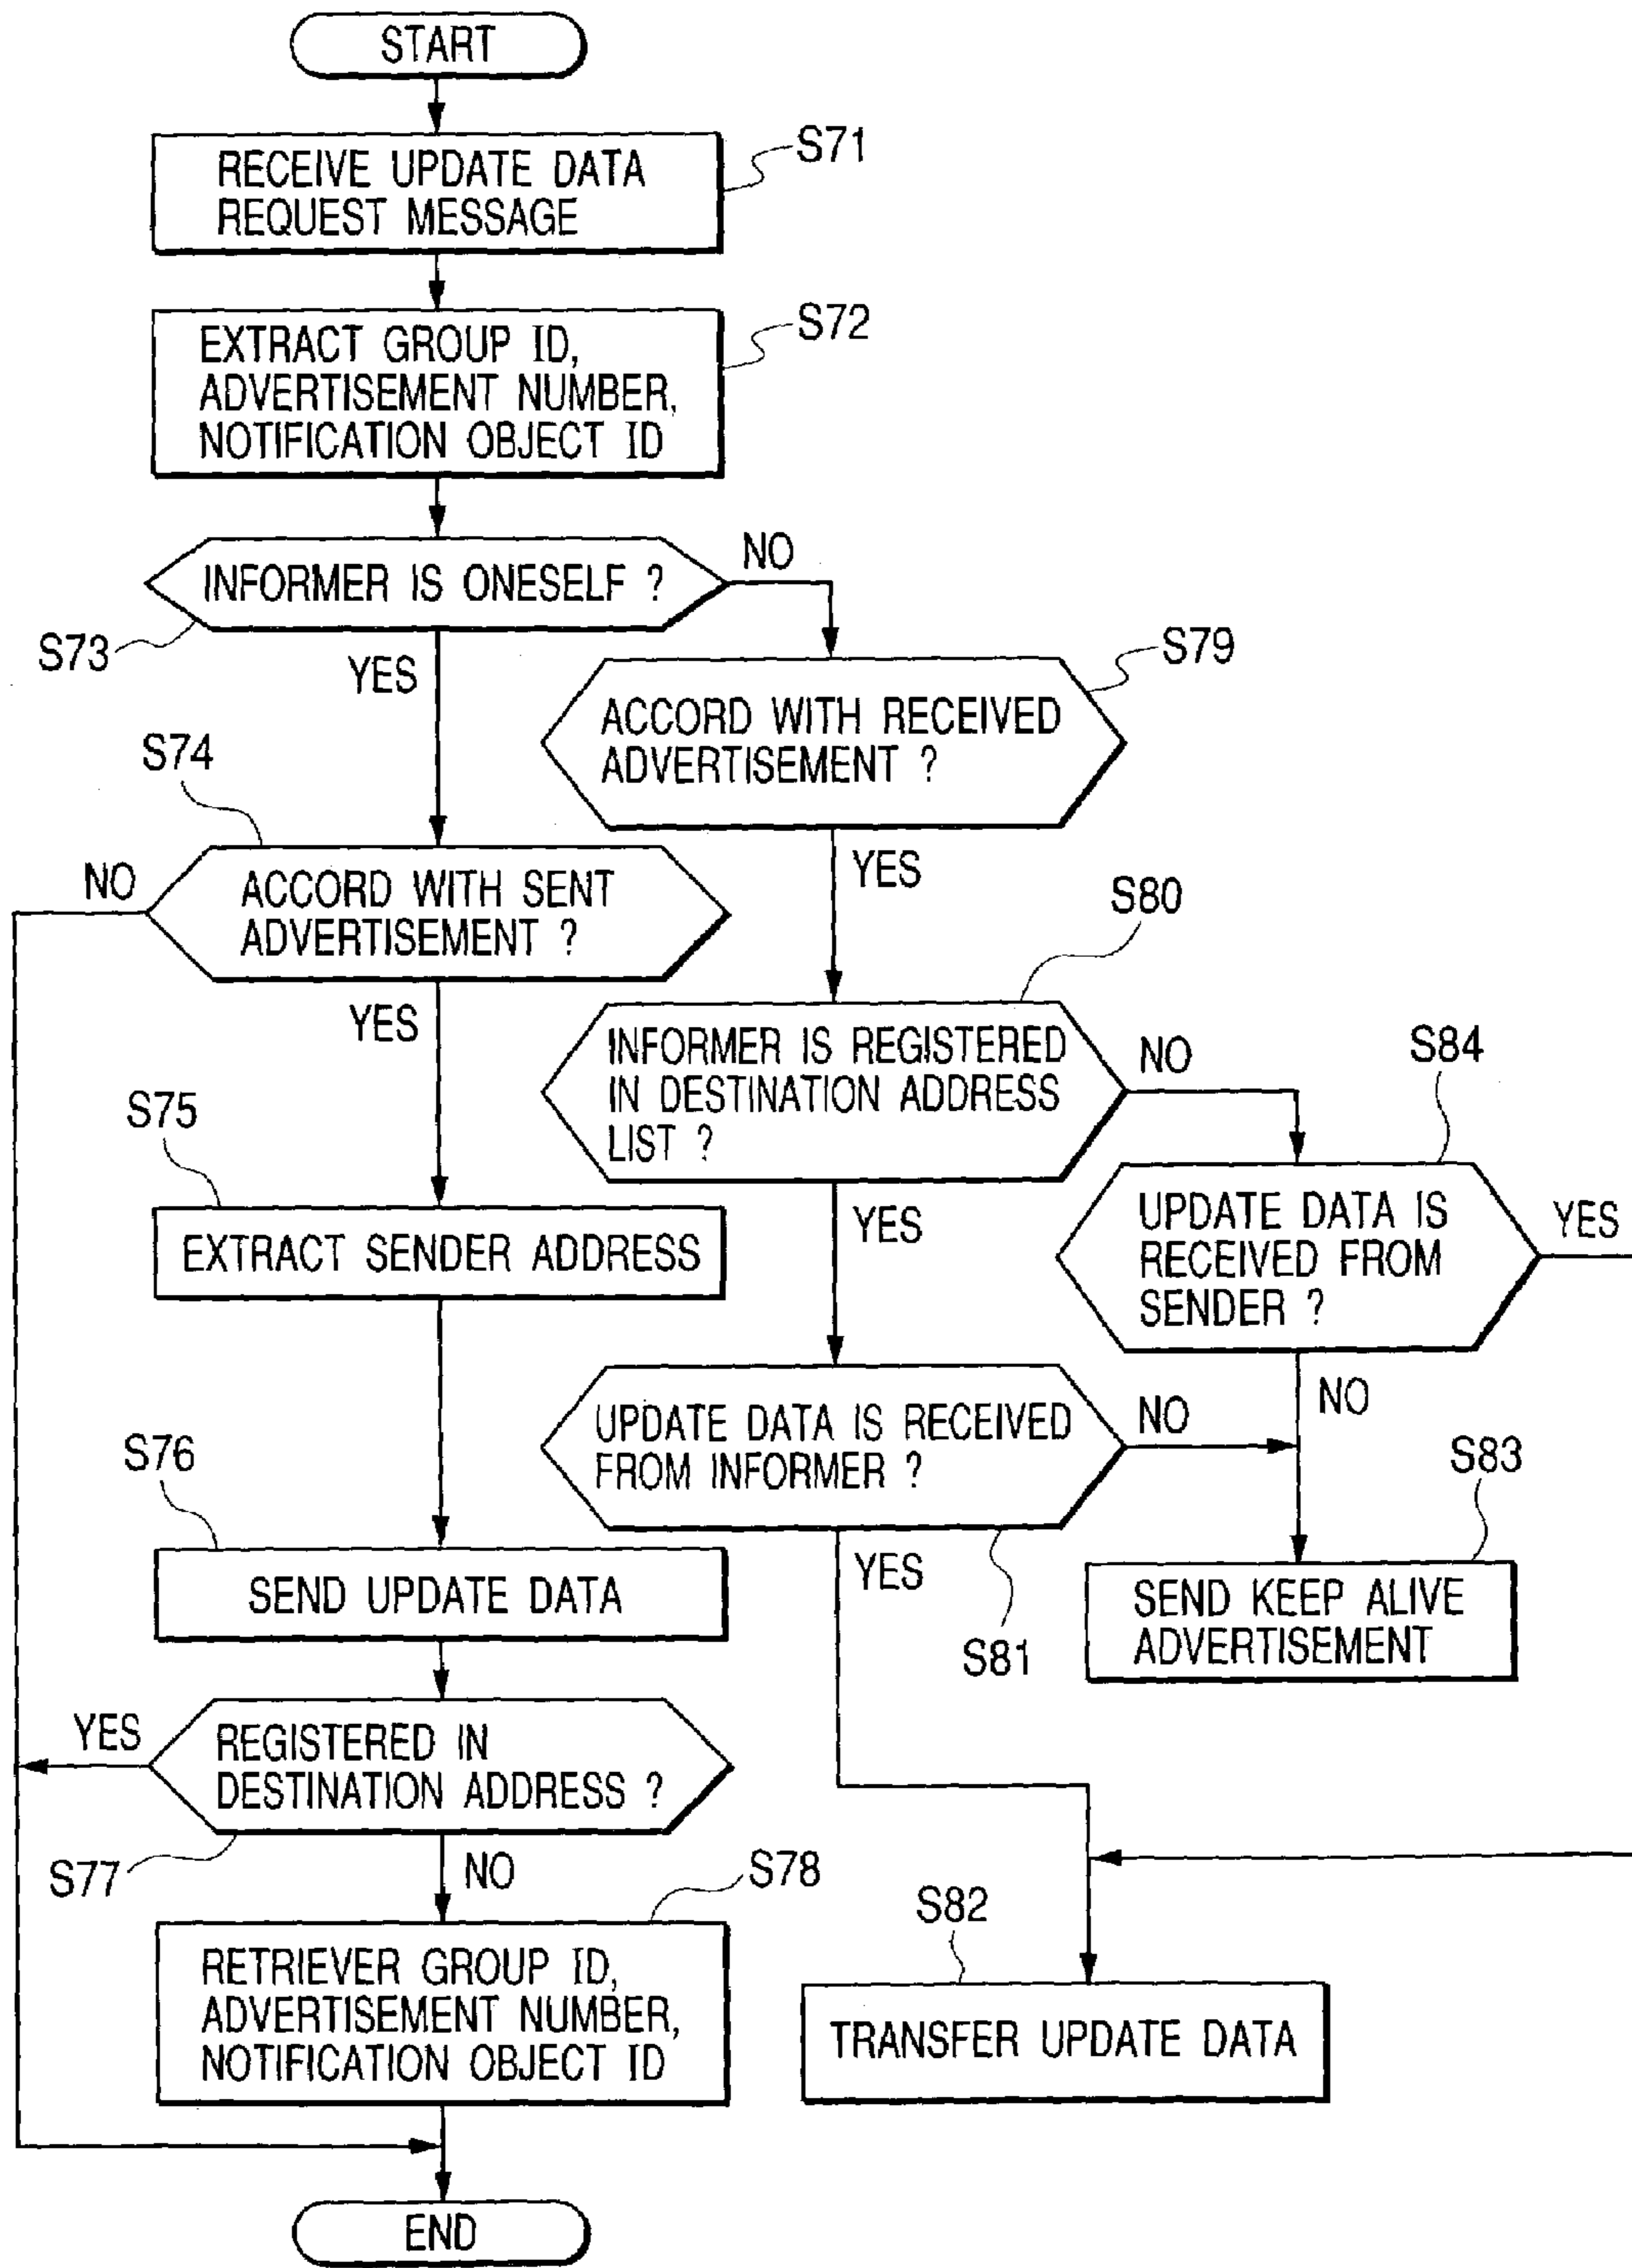 START
RECEIVE UPDATE DATA
REQUEST MESSAGE
S71
EXTRACT GROUP ID,
ADVERTISEMENT NUMBER,
NOTIFICATION OBJECT ID
S72
INFORMER IS ONESELF ?
NO
S73
YES
S79
ACCORD WITH RECEIVED
ADVERTISEMENT ?
S74
NO
ACCORD WITH SENT
ADVERTISEMENT ?
YES
S80
YES
INFORMER IS REGISTERED
IN DESTINATION ADDRESS
LIST ?
NO
S84
S75
EXTRACT SENDER ADDRESS
YES
UPDATE DATA IS
RECEIVED FROM
SENDER ?
YES
NO
UPDATE DATA IS RECEIVED
FROM INFORMER ?
NO
S76
S83
SEND UPDATE DATA
YES
S81
SEND KEEP ALIVE
ADVERTISEMENT
YES
REGISTERED IN
DESTINATION ADDRESS ?
S77
NO
S78
RETRIEVER GROUP ID,
ADVERTISEMENT NUMBER,
NOTIFICATION OBJECT ID
S82
TRANSFER UPDATE DATA
END